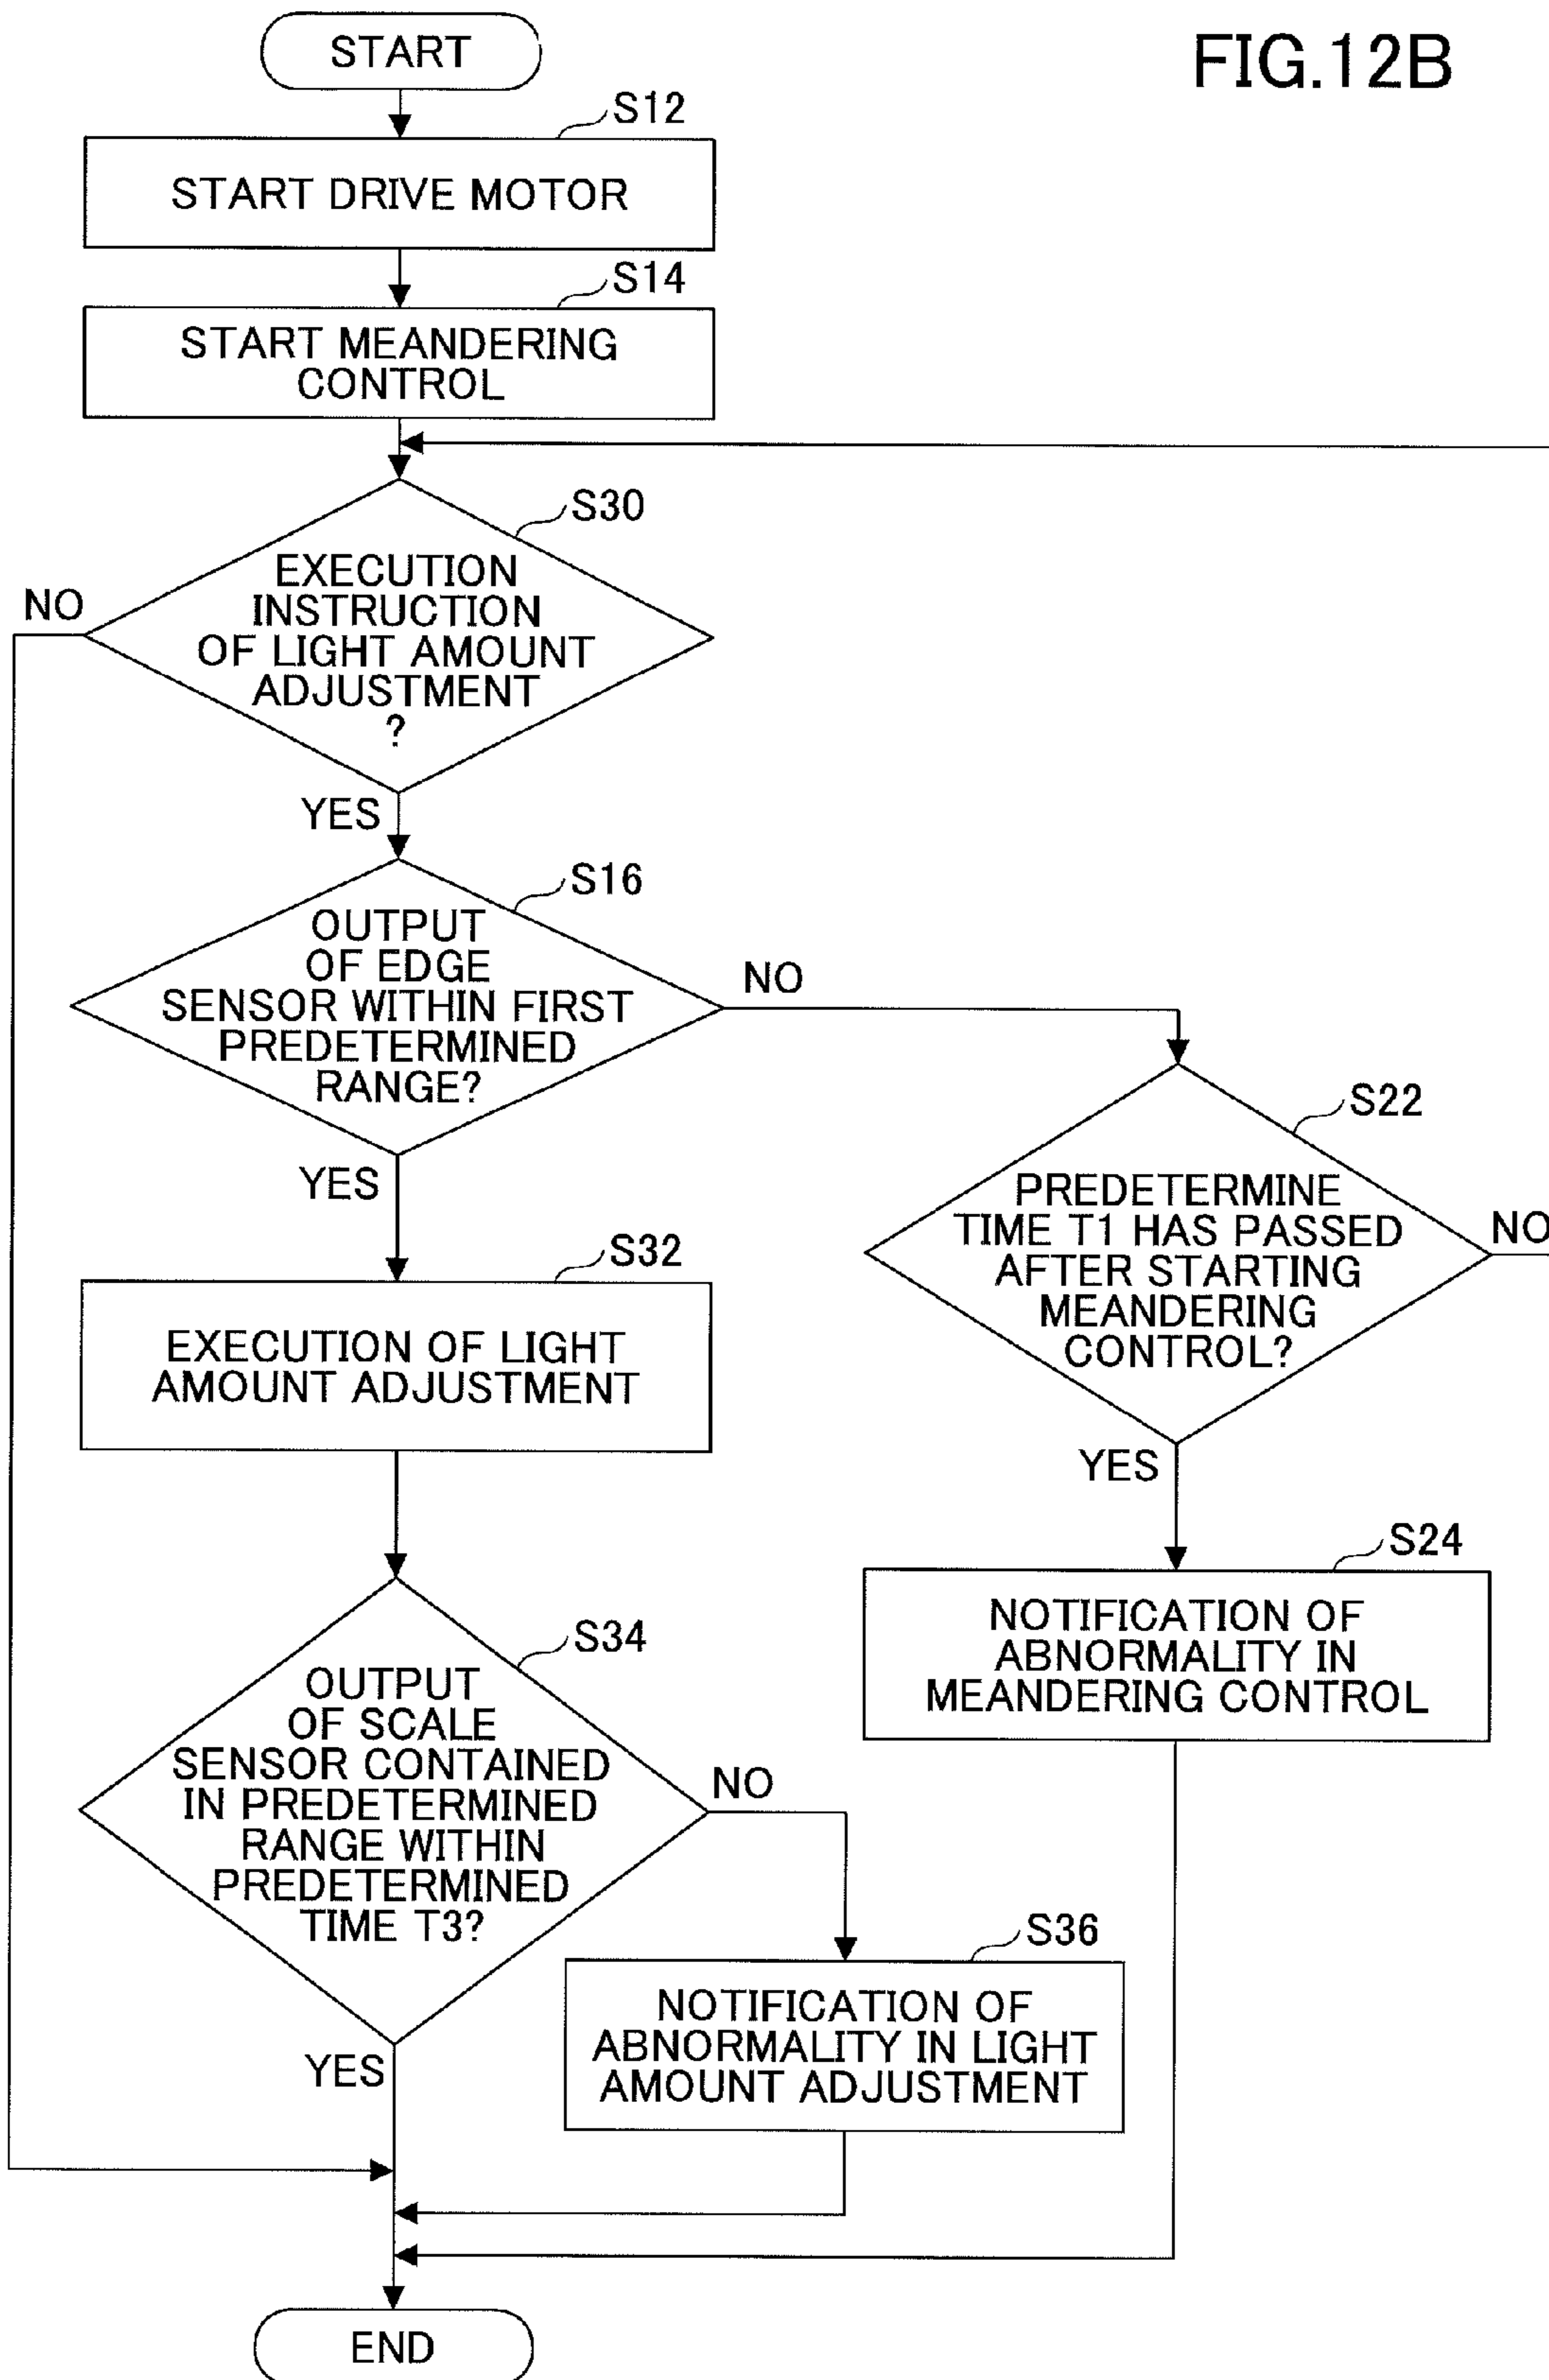 FIG.12B
START
S12
START DRIVE MOTOR
S14
START MEANDERING
CONTROL
S30
EXECUTION
INSTRUCTION
OF LIGHT AMOUNT
ADJUSTMENT
?
NO
YES
S16
OUTPUT
OF EDGE
SENSOR WITHIN FIRST
PREDETERMINED
RANGE?
NO
YES
S22
PREDETERMINE
TIME T1 HAS PASSED
AFTER STARTING
MEANDERING
CONTROL?
NO
YES
S32
EXECUTION OF LIGHT
AMOUNT ADJUSTMENT
S24
NOTIFICATION OF
ABNORMALITY IN
MEANDERING CONTROL
S34
OUTPUT
OF SCALE
SENSOR CONTAINED
IN PREDETERMINED
RANGE WITHIN
PREDETERMINED
TIME T3?
NO
YES
S36
NOTIFICATION OF
ABNORMALITY IN LIGHT
AMOUNT ADJUSTMENT
END